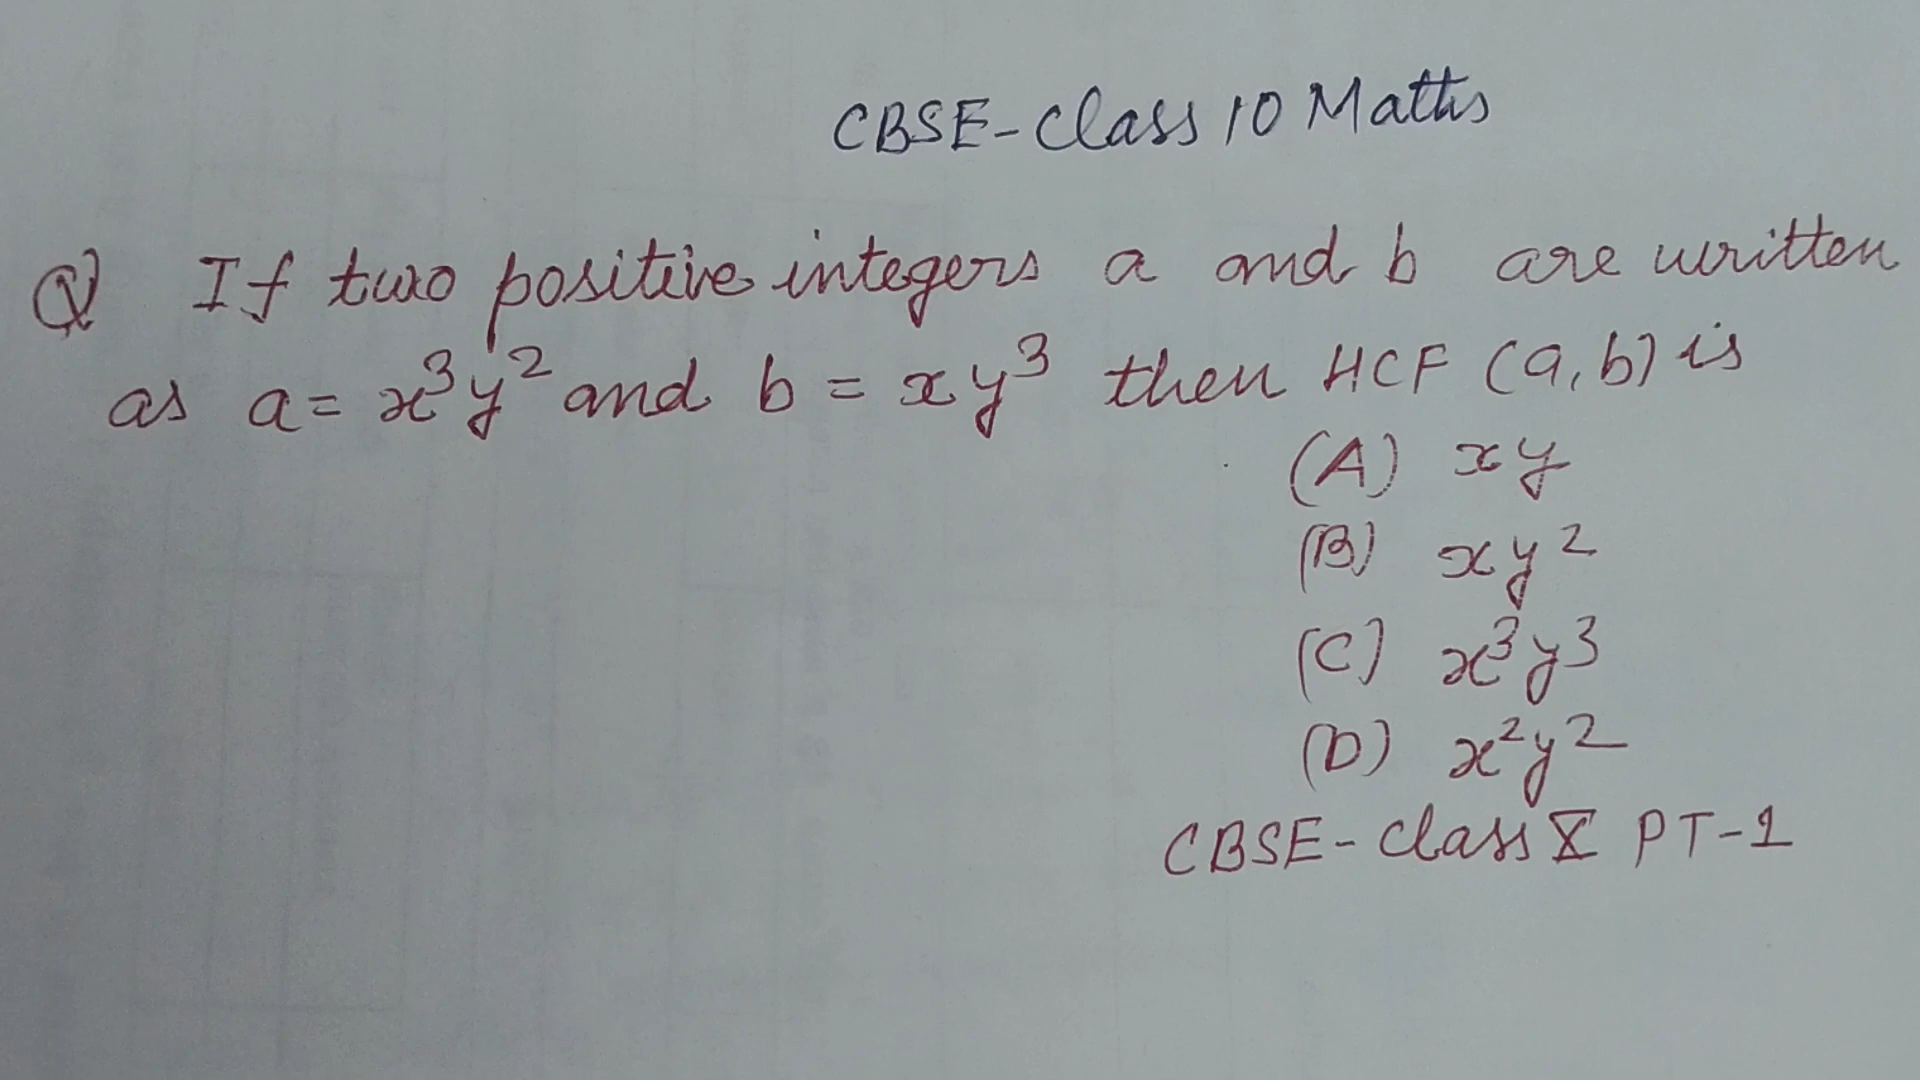 CBSE-Class 10 Maths
Q If two positive integers a and b are written
as a = x³y² and b = xy³ then HCF (a,b) is
(A) xy
(B) xy²
(C) x³y³
(D) x²y²
CBSE-Class X PT-1